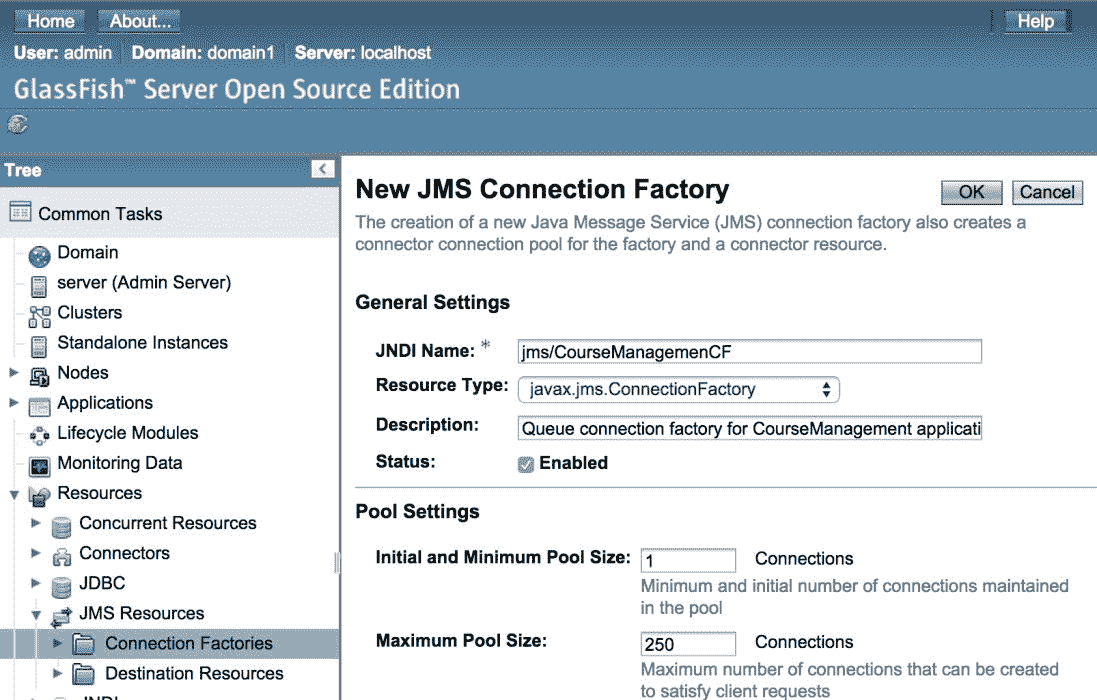 Home About... Help
User: admin Domain: domain1 Server: localhost
GlassFish™ Server Open Source Edition
Tree
Common Tasks
Domain
server (Admin Server)
Clusters
Standalone Instances
Nodes
Applications
Lifecycle Modules
Monitoring Data
Resources
Concurrent Resources
Connectors
JDBC
JMS Resources
Connection Factories
Destination Resources
New JMS Connection Factory OK Cancel
The creation of a new Java Message Service (JMS) connection factory also creates a
connector connection pool for the factory and a connector resource.
General Settings
JNDI Name: * jms/CourseManagemenCF
Resource Type: javax.jms.ConnectionFactory
Description: Queue connection factory for CourseManagement applicati
Status: Enabled
Pool Settings
Initial and Minimum Pool Size: 1 Connections
Minimum and initial number of connections maintained
in the pool
Maximum Pool Size: 250 Connections
Maximum number of connections that can be created
to satisfy client requests